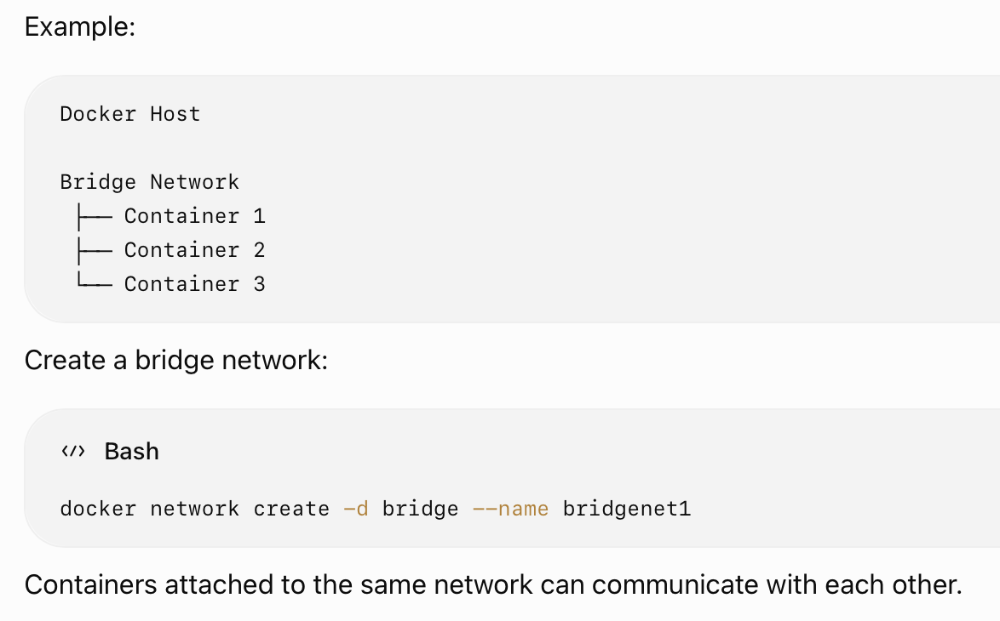 Example:
Docker Host
Bridge Network
├── Container 1
├── Container 2
└── Container 3
Create a bridge network:
</> Bash
docker network create -d bridge --name bridgenet1
Containers attached to the same network can communicate with each other.